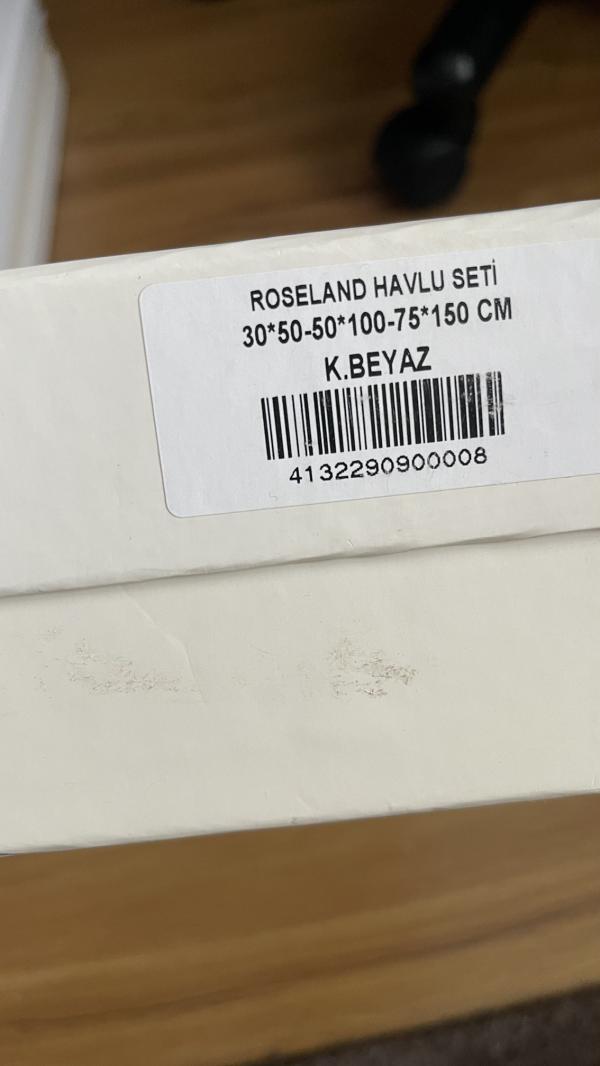 ROSELAND HAVLU SETİ
30*50-50*100-75*150 CM
K.BEYAZ
4132290900008